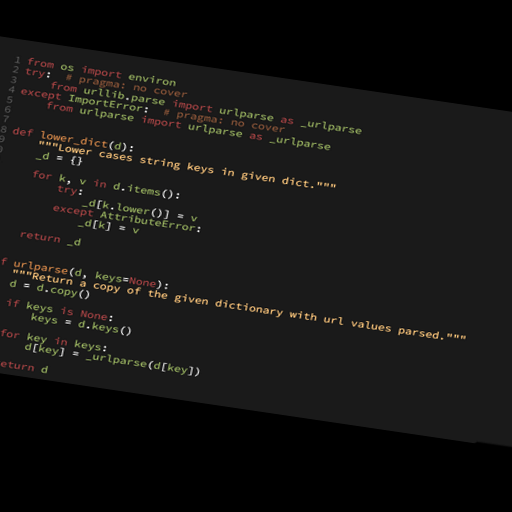 1 from os import environ
2 try:  # pragma: no cover
3     from urllib.parse import urlparse as _urlparse
4 except ImportError:  # pragma: no cover
5     from urlparse import urlparse as _urlparse
6
7
8 def lower_dict(d):
9     """Lower cases string keys in given dict."""
    _d = {}
    for k, v in d.items():
        try:
            _d[k.lower()] = v
        except AttributeError:
            _d[k] = v
    return _d
f urlparse(d, keys=None):
    """Return a copy of the given dictionary with url values parsed."""
    d = d.copy()
    if keys is None:
        keys = d.keys()
    for key in keys:
        d[key] = _urlparse(d[key])
    eturn d